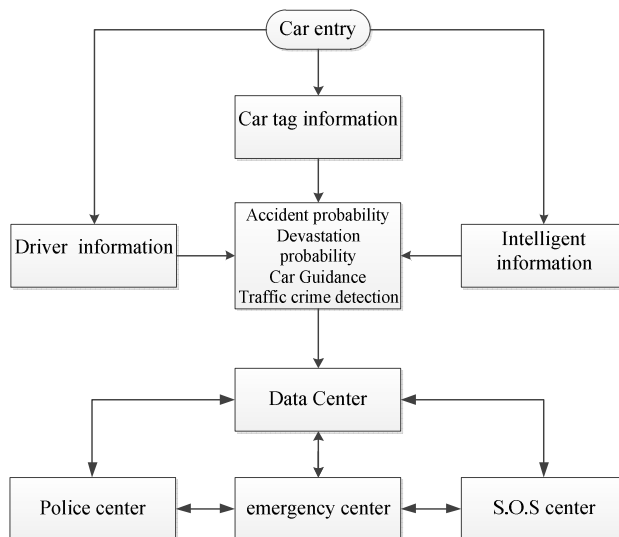 Car entry
Car tag information
Driver  information
Accident probability
Devastation
probability
Car Guidance
Traffic crime detection
Intelligent
information
Data Center
Police center
emergency center
S.O.S center